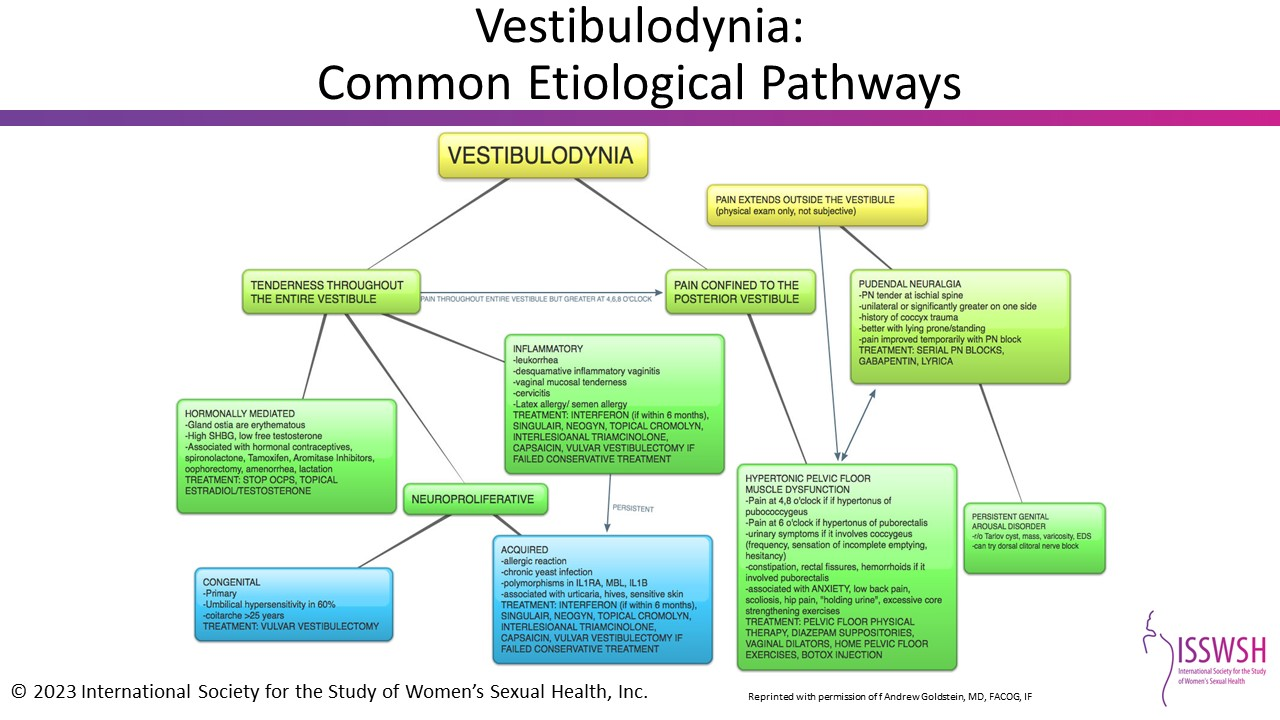 Vestibulodynia:
Common Etiological Pathways
VESTIBULODYNIA
PAIN EXTENDS OUTSIDE THE VESTIBULE
(physical exam only, not subjective)
TENDERNESS THROUGHOUT
THE ENTIRE VESTIBULE
PAIN THROUGHOUT ENTIRE VESTIBULE BUT GREATER AT 4,6,8 O'CLOCK
PAIN CONFINED TO THE
POSTERIOR VESTIBULE
PUDENDAL NEURALGIA
-PN tender at ischial spine
-unilateral or significantly greater on one side
-history of coccyx trauma
-better with lying prone/standing
-pain improved temporarily with PN block
TREATMENT: SERIAL PN BLOCKS,
GABAPENTIN, LYRICA
INFLAMMATORY
-leukorrhea
-desquamative inflammatory vaginitis
-vaginal mucosal tenderness
-cervicitis
-Latex allergy/ semen allergy
TREATMENT: INTERFERON (if within 6 months),
SINGULAIR, NEOGYN, TOPICAL CROMOLYN,
INTERLESIOANAL TRIAMCINOLONE,
CAPSAICIN, VULVAR VESTIBULECTOMY IF
FAILED CONSERVATIVE TREATMENT
HORMONALLY MEDIATED
-Gland ostia are erythematous
-High SHBG, low free testosterone
-Associated with hormonal contraceptives,
spironolactone, Tamoxifen, Aromitase Inhibitors,
oophorectomy, amenorrhea, lactation
TREATMENT: STOP OCPS, TOPICAL
ESTRADIOL/TESTOSTERONE
NEUROPROLIFERATIVE
PERSISTENT
CONGENITAL
-Primary
-Umbilical hypersensitivity in 60%
-coitarche >25 years
TREATMENT: VULVAR VESTIBULECTOMY
ACQUIRED
-allergic reaction
-chronic yeast infection
-polymorphisms in IL1RA, MBL, IL1B
-associated with urticaria, hives, sensitive skin
TREATMENT: INTERFERON (if within 6 months),
SINGULAIR, NEOGYN, TOPICAL CROMOLYN,
INTERLESIOANAL TRIAMCINOLONE,
CAPSAICIN, VULVAR VESTIBULECTOMY IF
FAILED CONSERVATIVE TREATMENT
HYPERTONIC PELVIC FLOOR
MUSCLE DYSFUNCTION
-Pain at 4,8 o'clock if if hypertonus of
pubococcygeus
-Pain at 6 o'clock if hypertonus of puborectalis
-urinary symptoms if it involves coccygeus
(frequency, sensation of incomplete emptying,
hesitancy)
-constipation, rectal fissures, hemorrhoids if it
involved puborectalis
-associated with ANXIETY, low back pain,
scoliosis, hip pain, "holding urine", excessive core
strengthening exercises
TREATMENT: PELVIC FLOOR PHYSICAL
THERAPY, DIAZEPAM SUPPOSITORIES,
VAGINAL DILATORS, HOME PELVIC FLOOR
EXERCISES, BOTOX INJECTION
PERSISTENT GENITAL
AROUSAL DISORDER
-r/o Tarlov cyst, mass, varicosity, EDS
-can try dorsal clitoral nerve block
ISSWSH
International Society for the Study
of Women's Sexual Health
© 2023 International Society for the Study of Women's Sexual Health, Inc.
Reprinted with permission of f Andrew Goldstein, MD, FACOG, IF